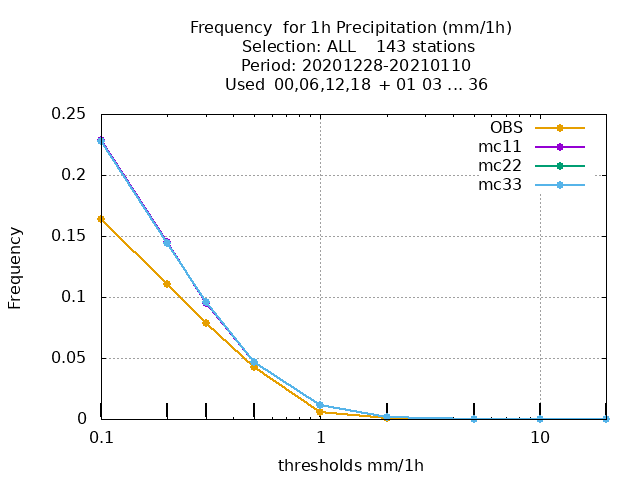 Frequency for 1h Precipitation (mm/1h)
Selection: ALL 143 stations
Period: 20201228-20210110
Used 00,06,12,18 + 01 03 ... 36
OBS
mc11
mc22
mc33
0.25
0.2
0.15
0.1
0.05
0
Frequency
0.1 1 10
thresholds mm/1h